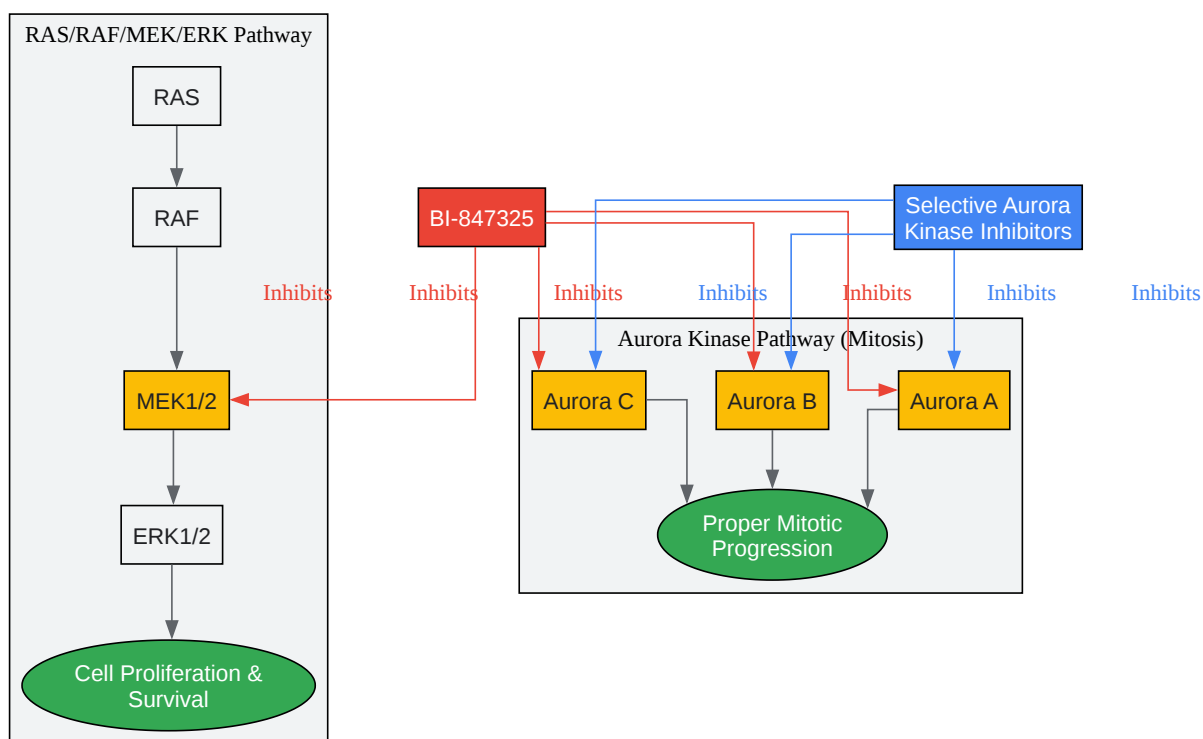 RAS/RAF/MEK/ERK Pathway
RAS
RAF
BI-847325
Selective Aurora
Kinase Inhibitors
Inhibits
Inhibits
Inhibits
Inhibits
Inhibits
Inhibits
Inhibits
Aurora Kinase Pathway (Mitosis)
MEK1/2
Aurora C
Aurora B
Aurora A
ERK1/2
Proper Mitotic
Progression
Cell Proliferation &
Survival